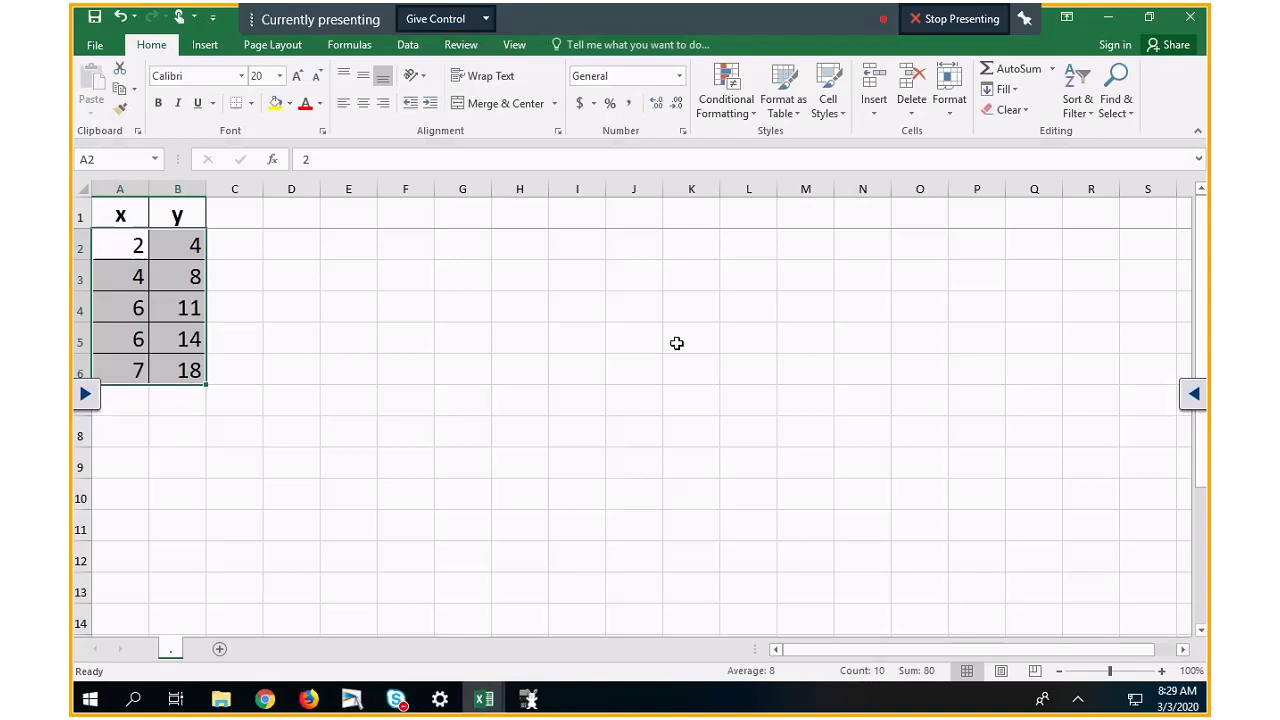 Currently presenting Give Control Stop Presenting
File Home Insert Page Layout Formulas Data Review View Tell me what you want to do... Sign in Share
Paste Calibri 20 Wrap Text General Conditional Formatting Format as Table Cell Styles Insert Delete Format AutoSum Fill Clear Sort & Filter Find & Select
B I U A Merge & Center $ % ,
Clipboard Font Alignment Number Styles Cells Editing
A2 fx 2
A B C D E F G H I J K L M N O P Q R S
1 x y
2 2 4
3 4 8
4 6 11
5 6 14
6 7 18
8
9
10
11
12
13
14
.
Ready Average: 8 Count: 10 Sum: 80 100%
8:29 AM
3/3/2020